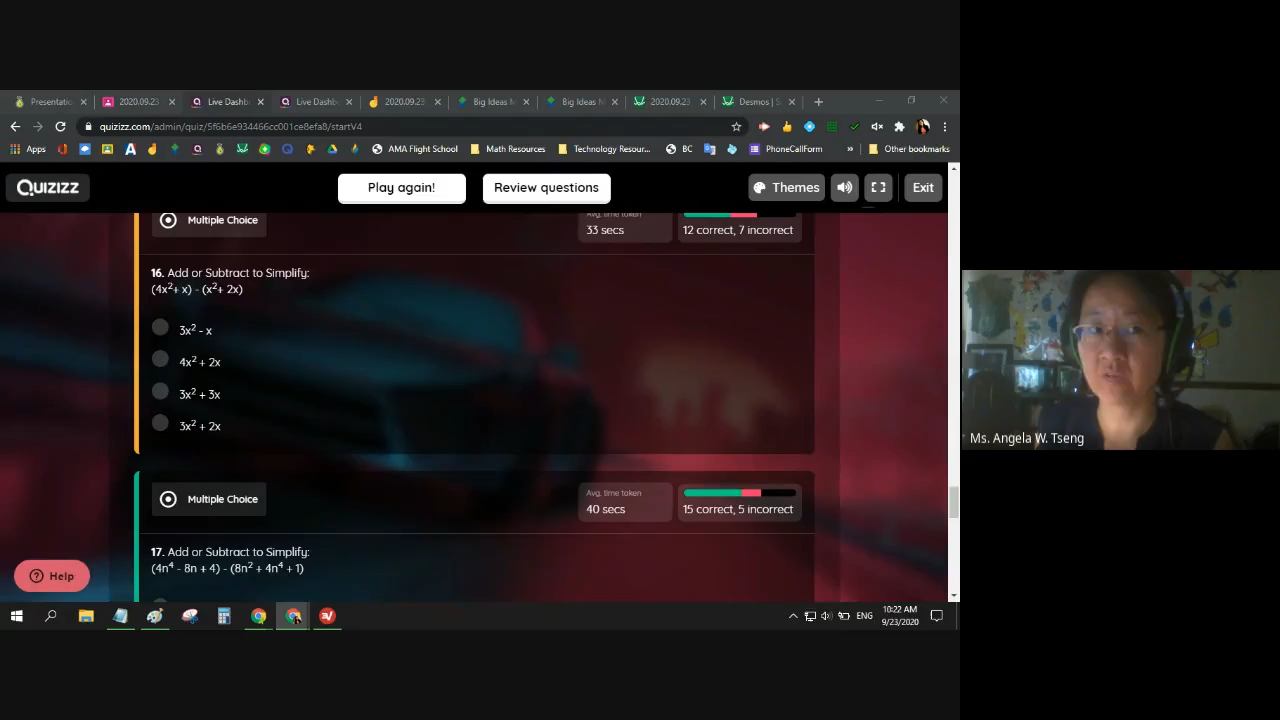 Presentatio
2020.09.23
Live Dashb
Live Dashb
2020.09.23
Big Ideas M
Big Ideas M
2020.09.23
Desmos | S
quizizz.com/admin/quiz/5f6b6e934466cc001ce8efa8/startV4
Apps
AMA Flight School
Math Resources
Technology Resour...
BC
PhoneCallForm
»
Other bookmarks
Quizizz
Play again!
Review questions
Themes
Exit
Multiple Choice
Avg. time taken
33 secs
12 correct, 7 incorrect
16. Add or Subtract to Simplify:
(4x²+ x) - (x²+ 2x)
3x² - x
4x² + 2x
3x² + 3x
3x² + 2x
Multiple Choice
Avg. time taken
40 secs
15 correct, 5 incorrect
17. Add or Subtract to Simplify:
(4n⁴ - 8n + 4) - (8n² + 4n⁴ + 1)
Help
ENG
10:22 AM
9/23/2020
Ms. Angela W. Tseng